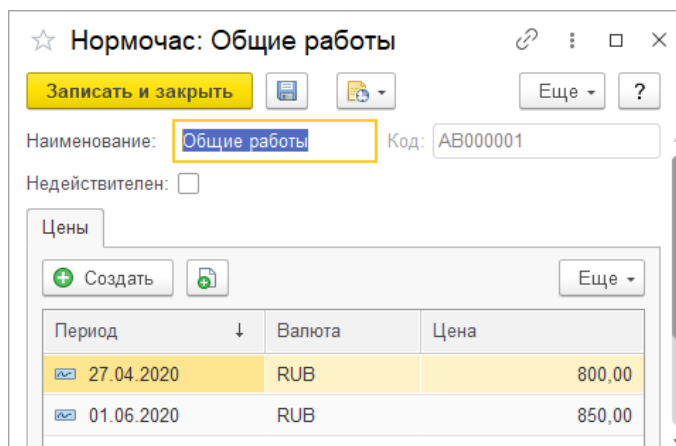 Нормочас: Общие работы
Записать и закрыть Еще ?
Наименование: Общие работы Код: АВ000001
Недействителен:
Цены
Создать Еще
Период ↓ Валюта Цена
27.04.2020 RUB 800,00
01.06.2020 RUB 850,00